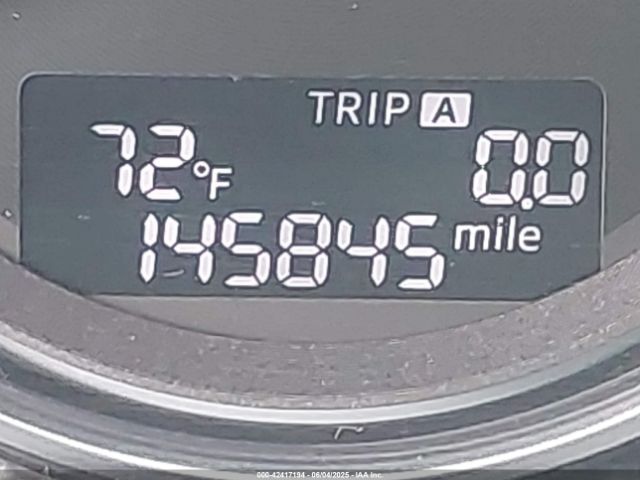 TRIP A
72°F 0.0
145845 mile
000-42417194 - 06/04/2025 - IAA Inc.